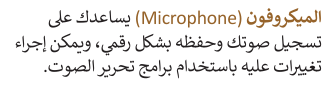 الميكروفون (Microphone) يساعدك على
تسجيل صوتك وحفظه بشكل رقمي، ويمكن إجراء
تغييرات عليه باستخدام برامج تحرير الصوت.